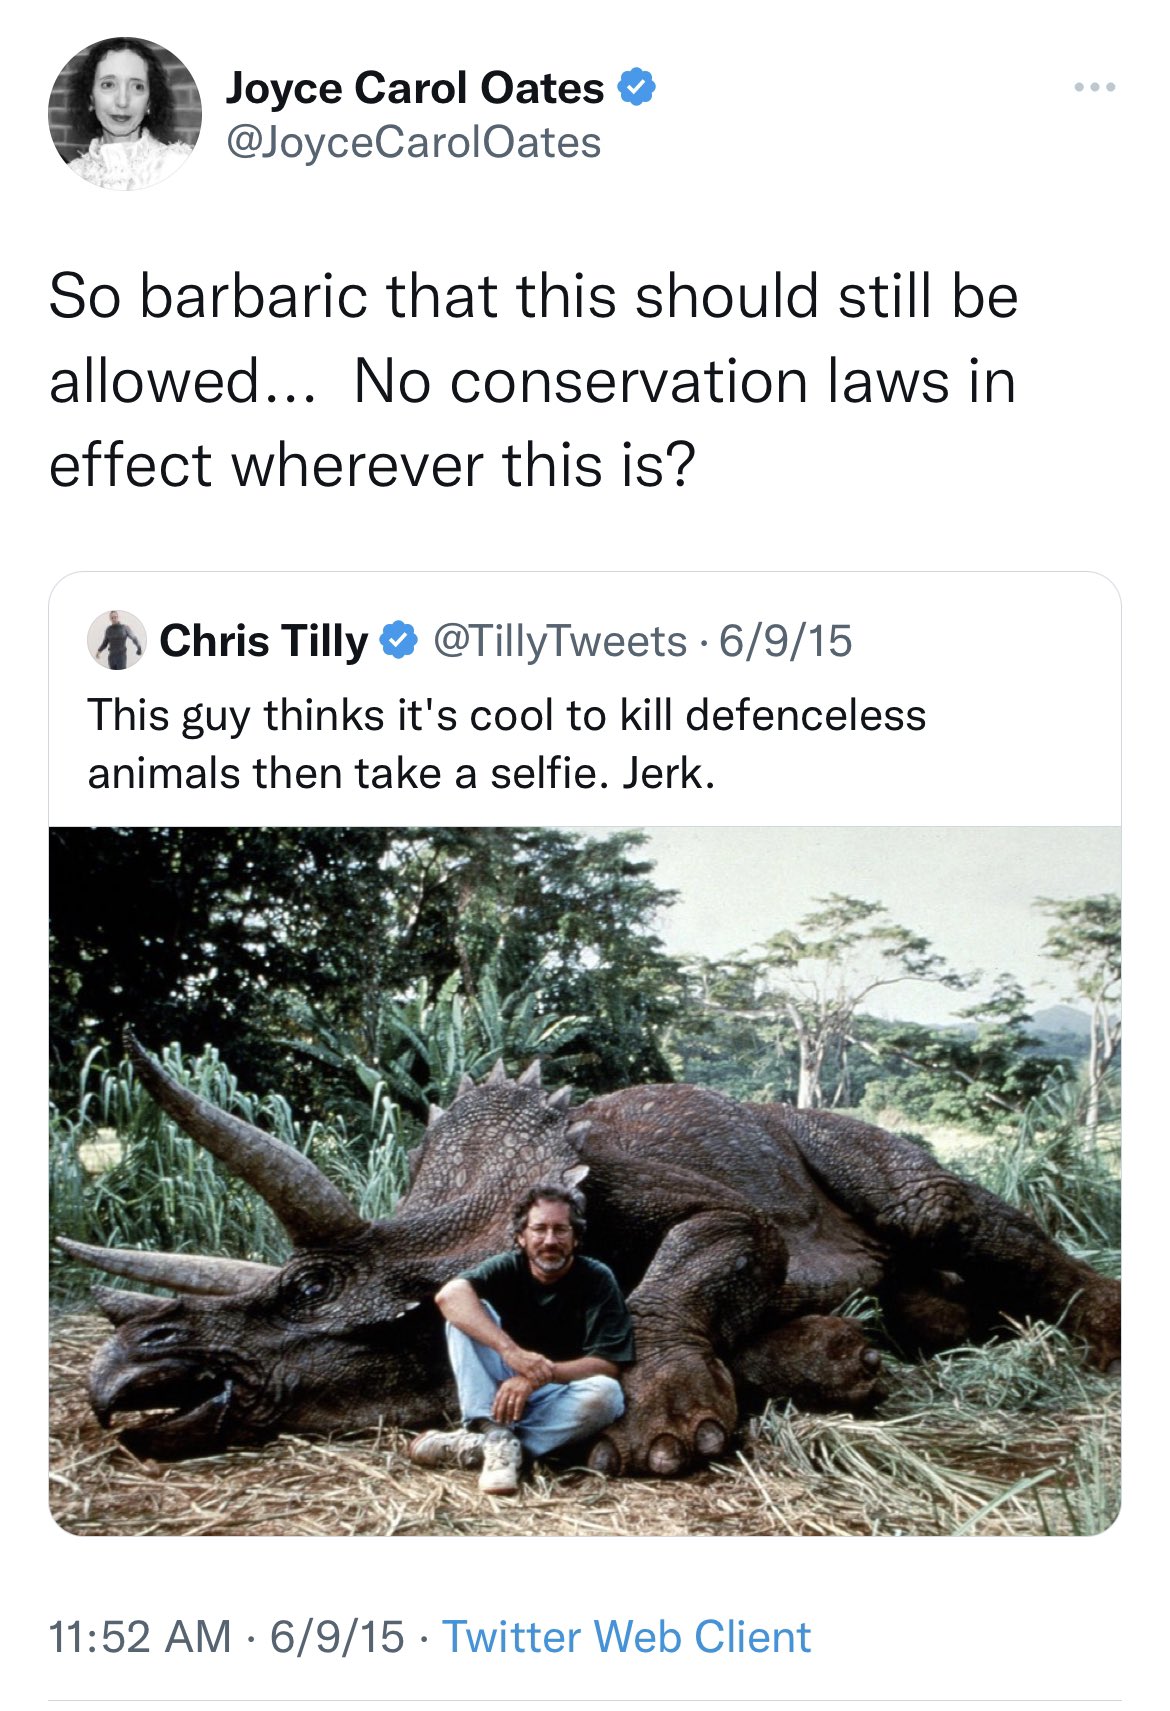 Joyce Carol Oates
@JoyceCarolOates
So barbaric that this should still be
allowed... No conservation laws in
effect wherever this is?
Chris Tilly @TillyTweets · 6/9/15
This guy thinks it's cool to kill defenceless
animals then take a selfie. Jerk.
11:52 AM · 6/9/15 · Twitter Web Client